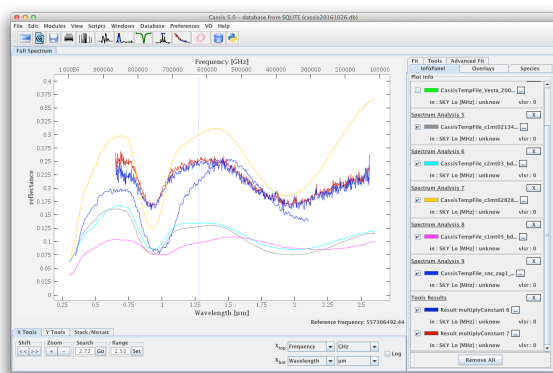 Cassis 5.0 - database from SQLITE (cassis20161026.db)
File Edit Modules View Scripts Windows Database Preferences VO Help
Full Spectrum
Frequency [GHz]
1.000E6 900000 800000 700000 600000 500000 400000 300000 200000 100000
0.4
0.375
0.35
0.325
0.3
0.275
0.25
0.225
0.2
0.175
0.15
0.125
0.1
0.075
0.05
0.025
0
reflectance
0.25 0.5 0.75 1 1.25 1.5 1.75 2 2.25 2.5
Wavelength [µm]
Reference frequency: 557306492.44
X Tools Y Tools Stack/Mosaic
Shift Zoom Search Range
<< >> + - 2.72 Go 2.53 Set
Xtop Frequency GHz
Xbot Wavelength µm
Log
Fit Tools Advanced Fit
InfoPanel Overlays Species
Plot Info
CassisTempFile_Vesta_200... ...
in : SKY Lo [MHz] : unknow vlsr : 0
Spectrum Analysis 5 X
CassisTempFile_c1mt02134... ...
in : SKY Lo [MHz] : unknow vlsr : 0
Spectrum Analysis 6 X
CassisTempFile_c2mt03_bd... ...
in : SKY Lo [MHz] : unknow vlsr : 0
Spectrum Analysis 7 X
CassisTempFile_c3mt02828... ...
in : SKY Lo [MHz] : unknow vlsr : 0
Spectrum Analysis 8 X
CassisTempFile_c1mt05_bd... ...
in : SKY Lo [MHz] : unknow vlsr : 0
Spectrum Analysis 9 X
CassisTempFile_snc_zag1_... ...
in : SKY Lo [MHz] : unknow vlsr : 0
Tools Results X
Result multiplyConstant 6 ...
in : SKY Lo [MHz] : unknow vlsr : 0
Result multiplyConstant 7 ...
in : SKY Lo [MHz] : unknow vlsr : 0
Remove All